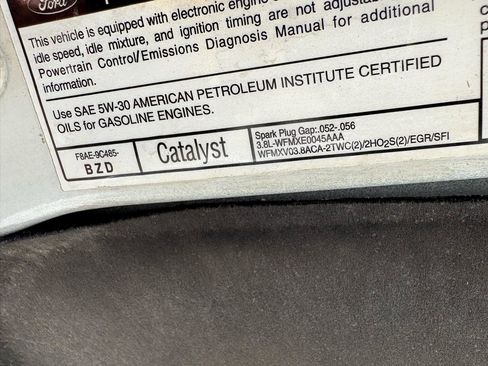 Ford
This vehicle is equipped with electronic engine
idle speed, idle mixture, and ignition timing are not adjustable
Powertrain Control/Emissions Diagnosis Manual for additional
information.
Use SAE 5W-30 AMERICAN PETROLEUM INSTITUTE CERTIFIED
OILS for GASOLINE ENGINES.
F8AE-9C485-
BZD
Catalyst
Spark Plug Gap:.052-.056
3.8L-WFMXE0045AAA
WFMXV03.8ACA-2TWC(2)/2HO2S(2)/EGR/SFI